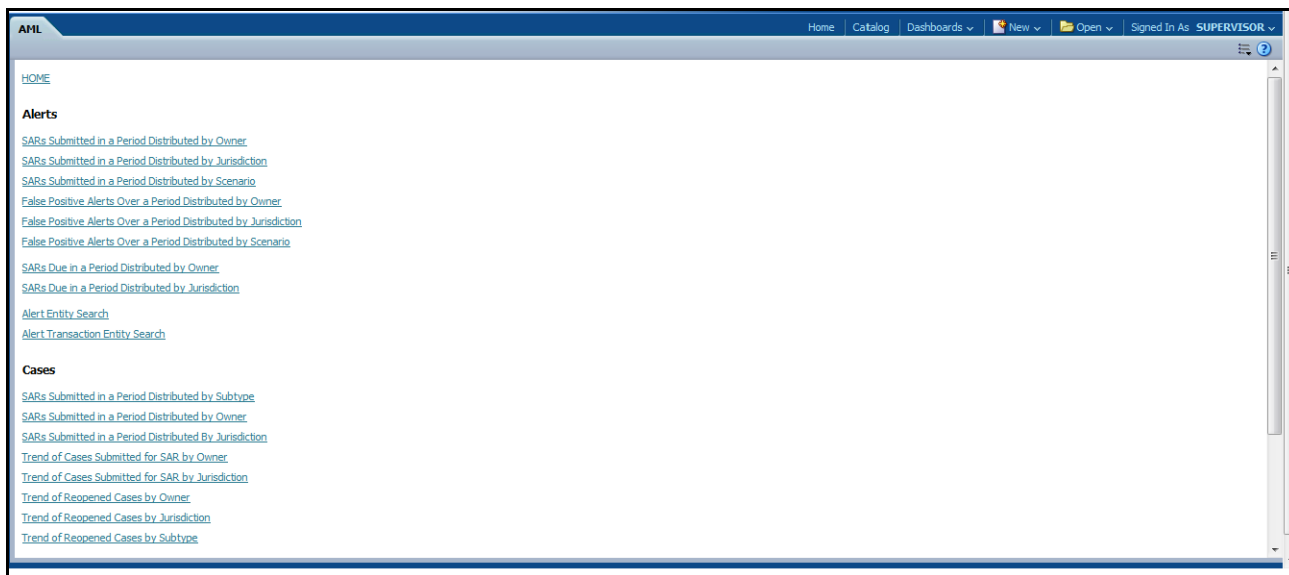 AML Home Catalog Dashboards New Open Signed In As SUPERVISOR
HOME
Alerts
SARs Submitted in a Period Distributed by Owner
SARs Submitted in a Period Distributed by Jurisdiction
SARs Submitted in a Period Distributed by Scenario
False Positive Alerts Over a Period Distributed by Owner
False Positive Alerts Over a Period Distributed by Jurisdiction
False Positive Alerts Over a Period Distributed by Scenario
SARs Due in a Period Distributed by Owner
SARs Due in a Period Distributed by Jurisdiction
Alert Entity Search
Alert Transaction Entity Search
Cases
SARs Submitted in a Period Distributed by Subtype
SARs Submitted in a Period Distributed by Owner
SARs Submitted in a Period Distributed By Jurisdiction
Trend of Cases Submitted for SAR by Owner
Trend of Cases Submitted for SAR by Jurisdiction
Trend of Reopened Cases by Owner
Trend of Reopened Cases by Jurisdiction
Trend of Reopened Cases by Subtype